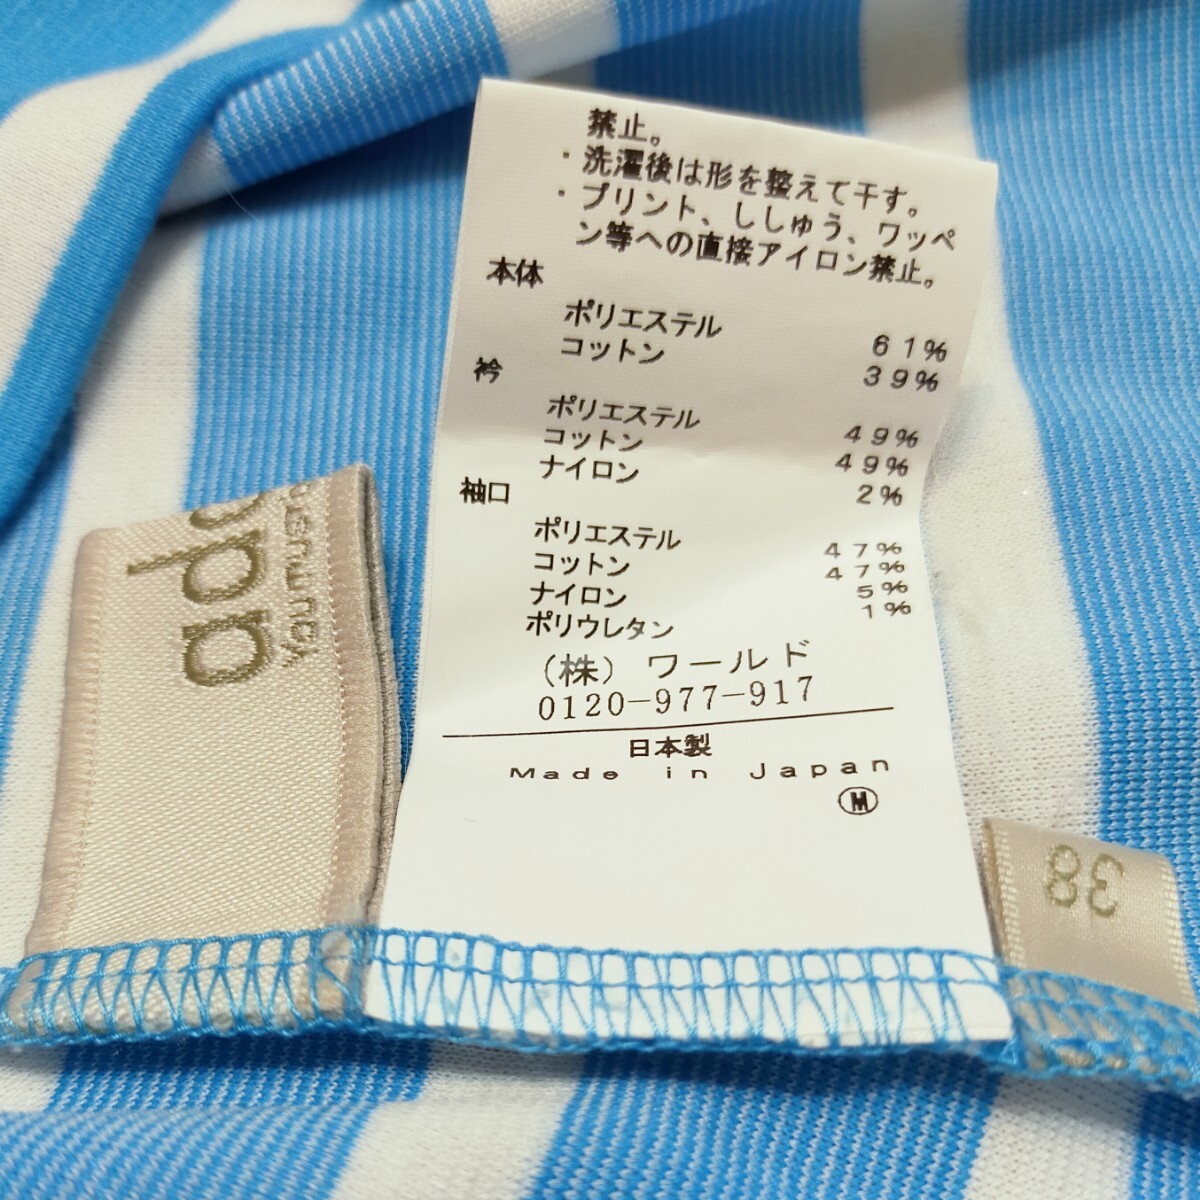 禁止。
・洗濯後は形を整えて干す。
・プリント、ししゅう、ワッペ
ン等への直接アイロン禁止。
本体
ポリエステル 61%
コットン 39%
衿
ポリエステル 49%
コットン 49%
ナイロン 2%
袖口
ポリエステル 47%
コットン 47%
ナイロン 5%
ポリウレタン 1%
(株)ワールド
0120-977-917
日本製
Made in Japan
M
38